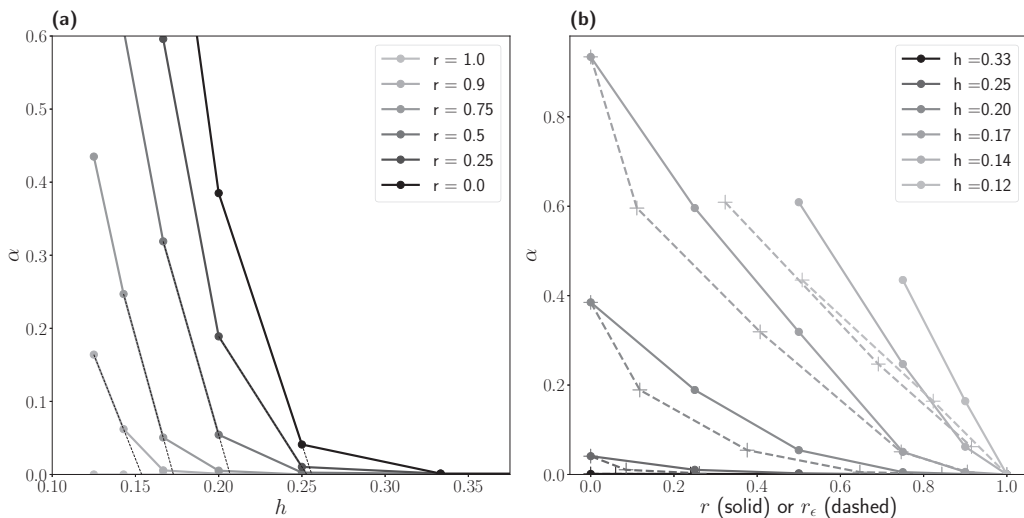 (a)
0.6
0.5
0.4
0.3
0.2
0.1
0.0
α
0.10
0.15
0.20
0.25
0.30
0.35
h
r = 1.0
r = 0.9
r = 0.75
r = 0.5
r = 0.25
r = 0.0
(b)
0.8
0.6
0.4
0.2
0.0
α
0.0
0.2
0.4
0.6
0.8
1.0
r (solid) or rϵ (dashed)
h =0.33
h =0.25
h =0.20
h =0.17
h =0.14
h =0.12